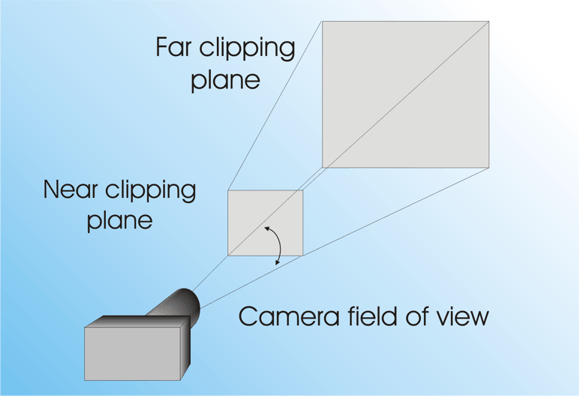 Far clipping
plane
Near clipping
plane
Camera field of view